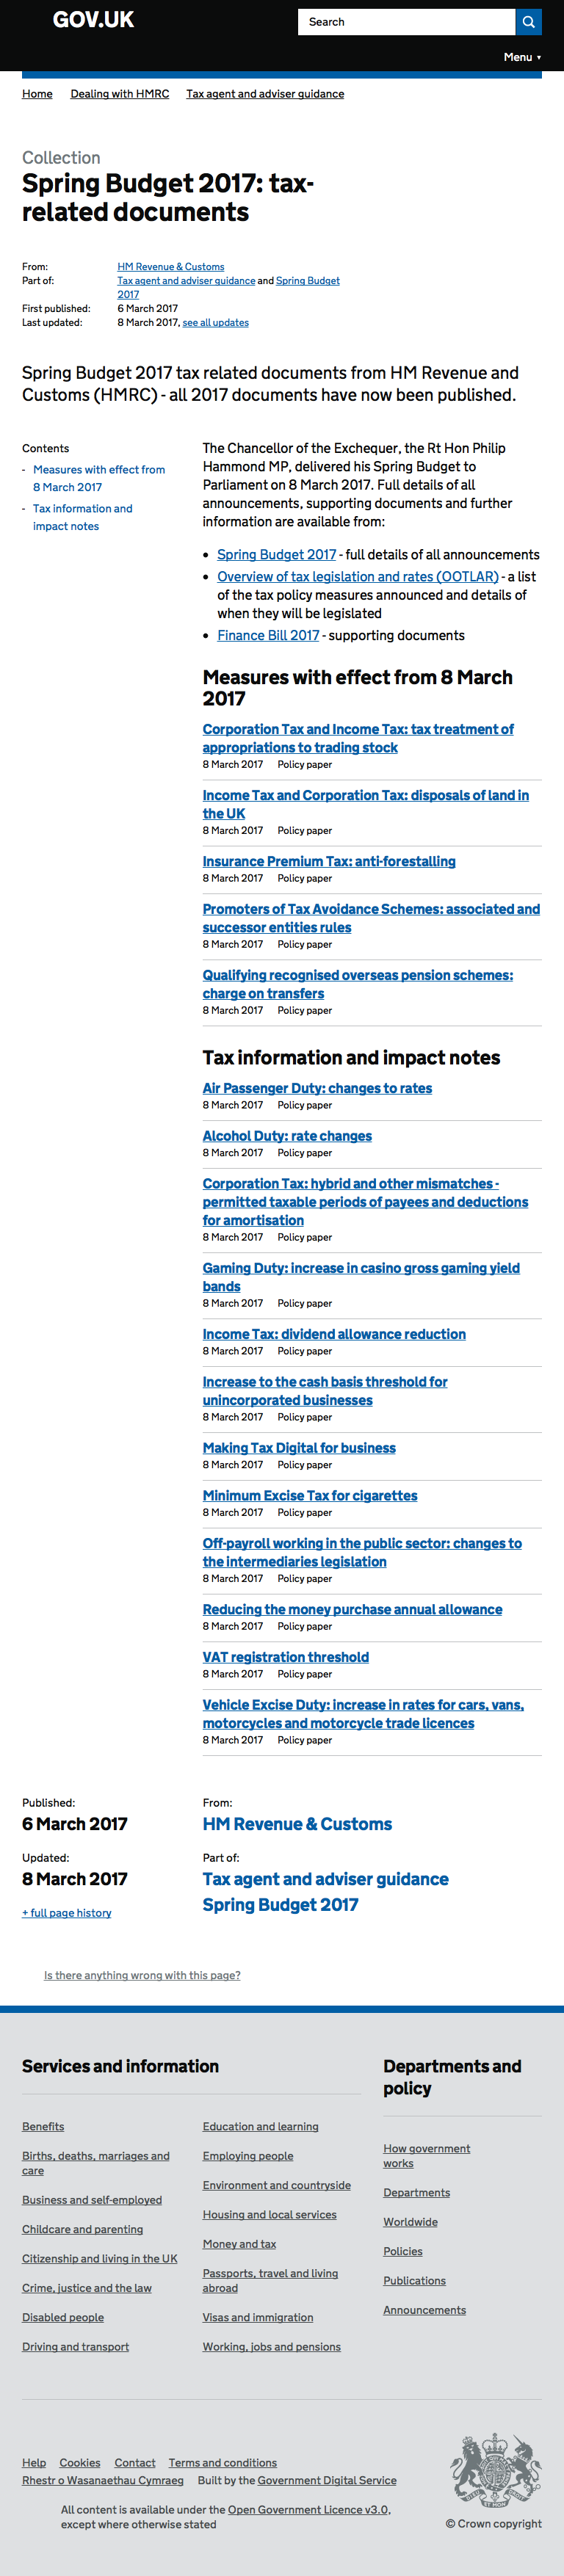 GOV.UK
Search
Menu ▼
Home Dealing with HMRC Tax agent and adviser guidance
Collection
Spring Budget 2017: tax-
related documents
From: HM Revenue & Customs
Part of: Tax agent and adviser guidance and Spring Budget
2017
First published: 6 March 2017
Last updated: 8 March 2017, see all updates
Spring Budget 2017 tax related documents from HM Revenue and
Customs (HMRC) - all 2017 documents have now been published.
Contents
- Measures with effect from
8 March 2017
- Tax information and
impact notes
The Chancellor of the Exchequer, the Rt Hon Philip
Hammond MP, delivered his Spring Budget to
Parliament on 8 March 2017. Full details of all
announcements, supporting documents and further
information are available from:
• Spring Budget 2017 - full details of all announcements
• Overview of tax legislation and rates (OOTLAR) - a list
of the tax policy measures announced and details of
when they will be legislated
• Finance Bill 2017 - supporting documents
Measures with effect from 8 March
2017
Corporation Tax and Income Tax: tax treatment of
appropriations to trading stock
8 March 2017 Policy paper
Income Tax and Corporation Tax: disposals of land in
the UK
8 March 2017 Policy paper
Insurance Premium Tax: anti-forestalling
8 March 2017 Policy paper
Promoters of Tax Avoidance Schemes: associated and
successor entities rules
8 March 2017 Policy paper
Qualifying recognised overseas pension schemes:
charge on transfers
8 March 2017 Policy paper
Tax information and impact notes
Air Passenger Duty: changes to rates
8 March 2017 Policy paper
Alcohol Duty: rate changes
8 March 2017 Policy paper
Corporation Tax: hybrid and other mismatches -
permitted taxable periods of payees and deductions
for amortisation
8 March 2017 Policy paper
Gaming Duty: increase in casino gross gaming yield
bands
8 March 2017 Policy paper
Income Tax: dividend allowance reduction
8 March 2017 Policy paper
Increase to the cash basis threshold for
unincorporated businesses
8 March 2017 Policy paper
Making Tax Digital for business
8 March 2017 Policy paper
Minimum Excise Tax for cigarettes
8 March 2017 Policy paper
Off-payroll working in the public sector: changes to
the intermediaries legislation
8 March 2017 Policy paper
Reducing the money purchase annual allowance
8 March 2017 Policy paper
VAT registration threshold
8 March 2017 Policy paper
Vehicle Excise Duty: increase in rates for cars, vans,
motorcycles and motorcycle trade licences
8 March 2017 Policy paper
Published:
6 March 2017
Updated:
8 March 2017
+ full page history
From:
HM Revenue & Customs
Part of:
Tax agent and adviser guidance
Spring Budget 2017
Is there anything wrong with this page?
Services and information
Benefits
Births, deaths, marriages and
care
Business and self-employed
Childcare and parenting
Citizenship and living in the UK
Crime, justice and the law
Disabled people
Driving and transport
Education and learning
Employing people
Environment and countryside
Housing and local services
Money and tax
Passports, travel and living
abroad
Visas and immigration
Working, jobs and pensions
Departments and
policy
How government
works
Departments
Worldwide
Policies
Publications
Announcements
Help Cookies Contact Terms and conditions
Rhestr o Wasanaethau Cymraeg Built by the Government Digital Service
All content is available under the Open Government Licence v3.0,
except where otherwise stated
© Crown copyright